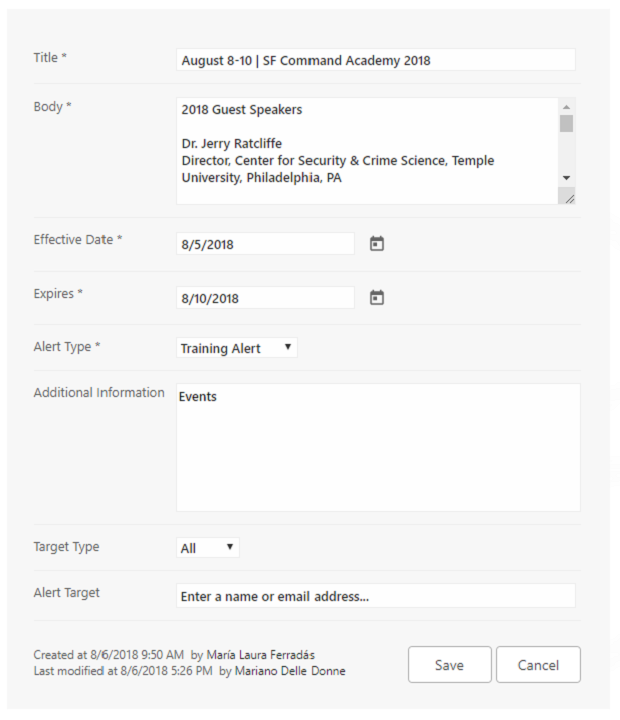 Title *
August 8-10 | SF Command Academy 2018
Body *
2018 Guest Speakers
Dr. Jerry Ratcliffe
Director, Center for Security & Crime Science, Temple
University, Philadelphia, PA
Effective Date *
8/5/2018
Expires *
8/10/2018
Alert Type *
Training Alert
Additional Information
Events
Target Type
All
Alert Target
Enter a name or email address...
Created at 8/6/2018 9:50 AM by María Laura Ferradás
Last modified at 8/6/2018 5:26 PM by Mariano Delle Donne
Save
Cancel